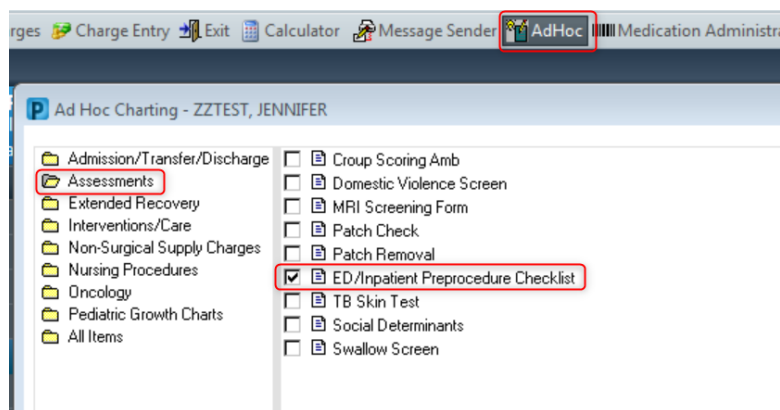 rges Charge Entry Exit Calculator Message Sender AdHoc Medication Administra
P Ad Hoc Charting - ZZTEST, JENNIFER
Admission/Transfer/Discharge
Assessments
Extended Recovery
Interventions/Care
Non-Surgical Supply Charges
Nursing Procedures
Oncology
Pediatric Growth Charts
All Items
Croup Scoring Amb
Domestic Violence Screen
MRI Screening Form
Patch Check
Patch Removal
ED/Inpatient Preprocedure Checklist
TB Skin Test
Social Determinants
Swallow Screen